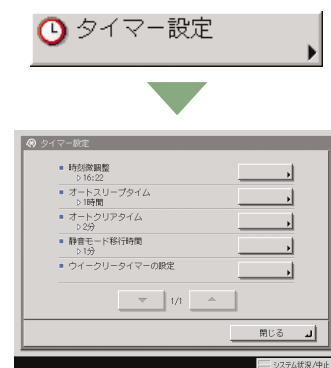 タイマー設定
タイマー設定
時刻微調整
16:22
オートスリープタイム
1時間
オートクリアタイム
2分
静音モード移行時間
1分
ウイークリータイマーの設定
1/1
閉じる
システム状況/中止